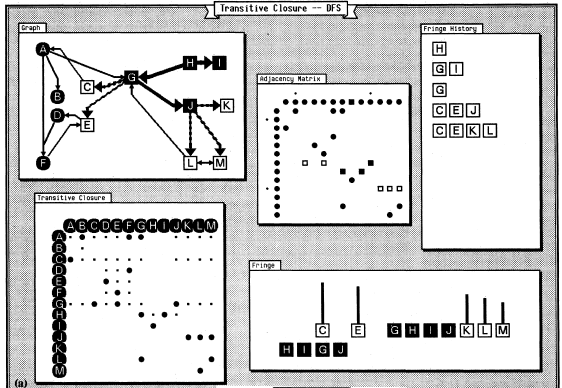 Transitive Closure -- DFS
Graph
A
H I
G
C
B
J K
D
E
F
L M
Adjacency Matrix
Fringe History
H
G I
G
C E J
C E K L
Transitive Closure
A B C D E F G H I J K L M
A
B
C
D
E
F
G
H
I
J
K
L
M
Fringe
C E G H I J K L M
H I G J
(a)